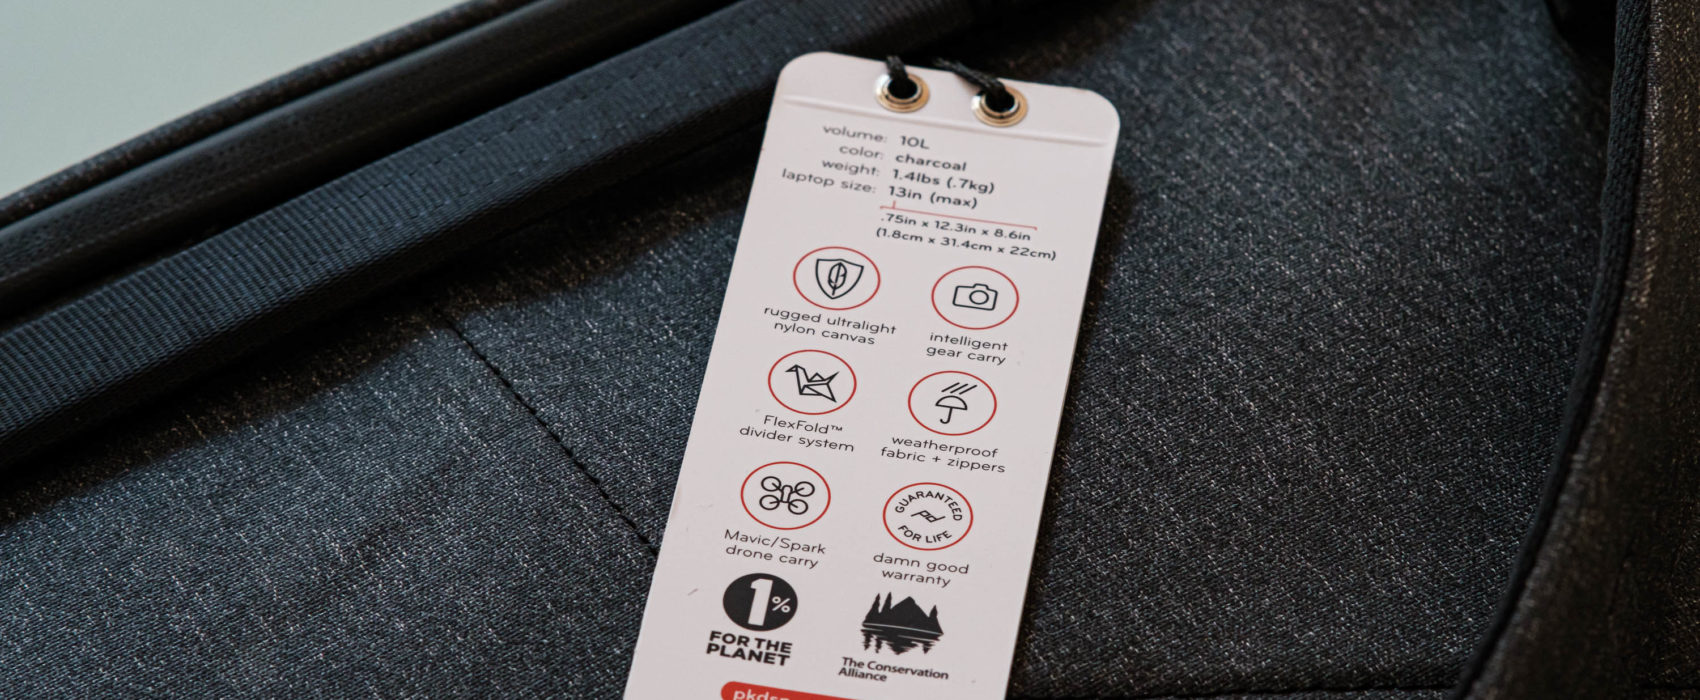 volume: 10L
color: charcoal
weight: 1.4lbs (.7kg)
laptop size: 13in (max)
.75in x 12.3in x 8.6in
(1.8cm x 31.4cm x 22cm)
rugged ultralight
nylon canvas
intelligent
gear carry
FlexFold™
divider system
weatherproof
fabric + zippers
Mavic/Spark
drone carry
GUARANTEED
pd
FOR LIFE
damn good
warranty
1%
FOR THE
PLANET
The Conservation
Alliance